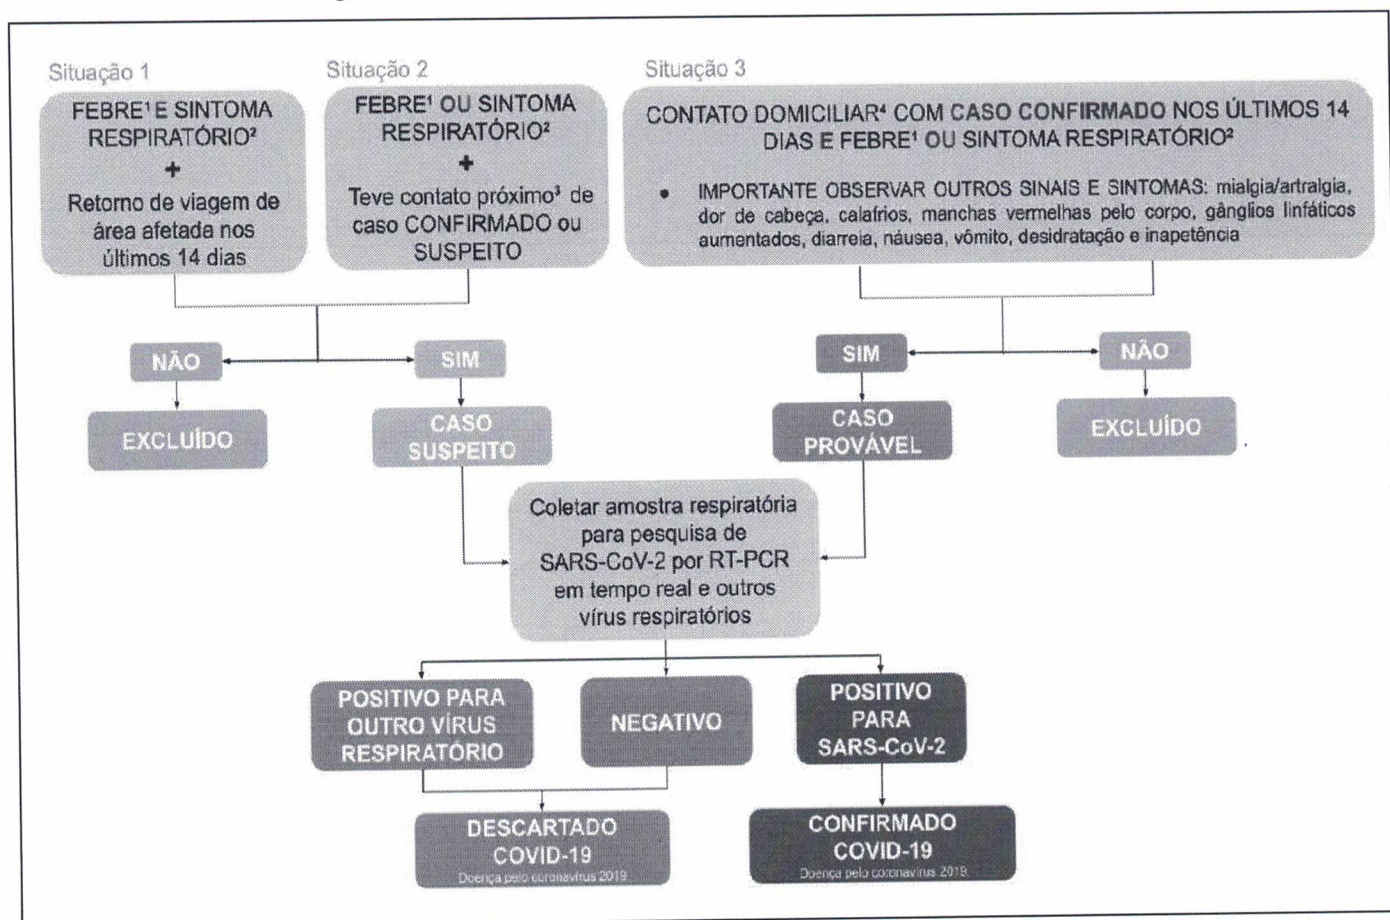 Situação 1
FEBRE¹ E SINTOMA
RESPIRATÓRIO²
+
Retorno de viagem de
área afetada nos
últimos 14 dias
Situação 2
FEBRE¹ OU SINTOMA
RESPIRATÓRIO²
+
Teve contato próximo³ de
caso CONFIRMADO ou
SUSPEITO
Situação 3
CONTATO DOMICILIAR⁴ COM CASO CONFIRMADO NOS ÚLTIMOS 14
DIAS E FEBRE¹ OU SINTOMA RESPIRATÓRIO²
• IMPORTANTE OBSERVAR OUTROS SINAIS E SINTOMAS: mialgia/artralgia,
dor de cabeça, calafrios, manchas vermelhas pelo corpo, gânglios linfáticos
aumentados, diarreia, náusea, vômito, desidratação e inapetência
NÃO
SIM
SIM
NÃO
EXCLUÍDO
CASO
SUSPEITO
CASO
PROVÁVEL
EXCLUÍDO
Coletar amostra respiratória
para pesquisa de
SARS-CoV-2 por RT-PCR
em tempo real e outros
vírus respiratórios
POSITIVO PARA
OUTRO VÍRUS
RESPIRATÓRIO
NEGATIVO
POSITIVO
PARA
SARS-CoV-2
DESCARTADO
COVID-19
Doença pelo coronavírus 2019
CONFIRMADO
COVID-19
Doença pelo coronavírus 2019